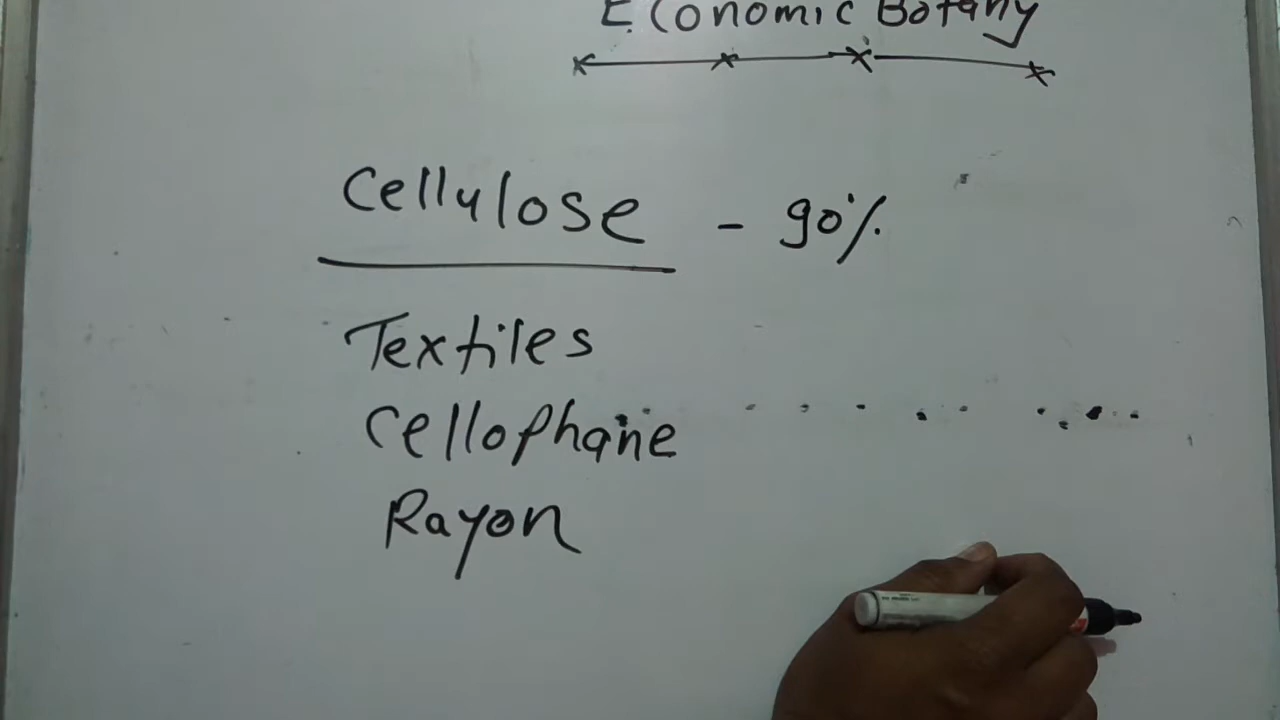 Economic Botany
Cellulose - 90%
Textiles
Cellophane
Rayon